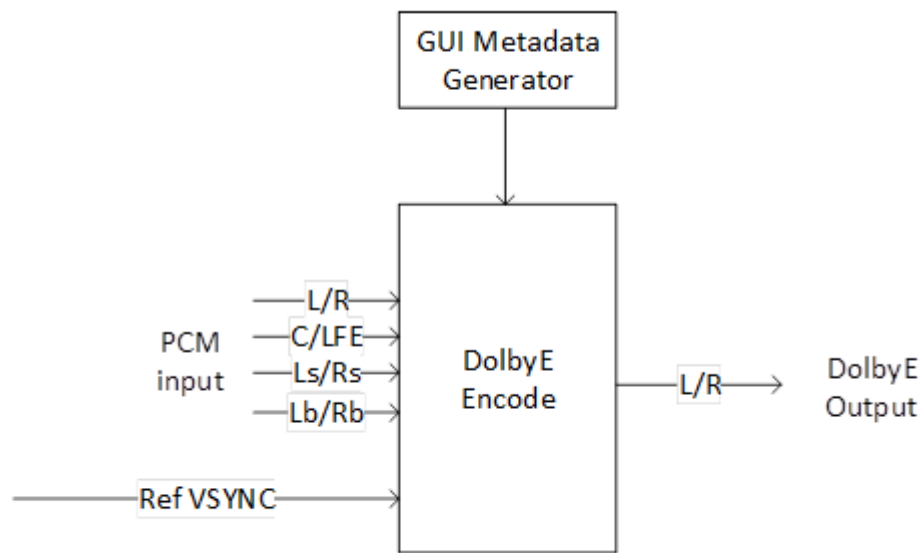 GUI Metadata
Generator
L/R
C/LFE
Ls/Rs
Lb/Rb
PCM
input
DolbyE
Encode
L/R
DolbyE
Output
Ref VSYNC